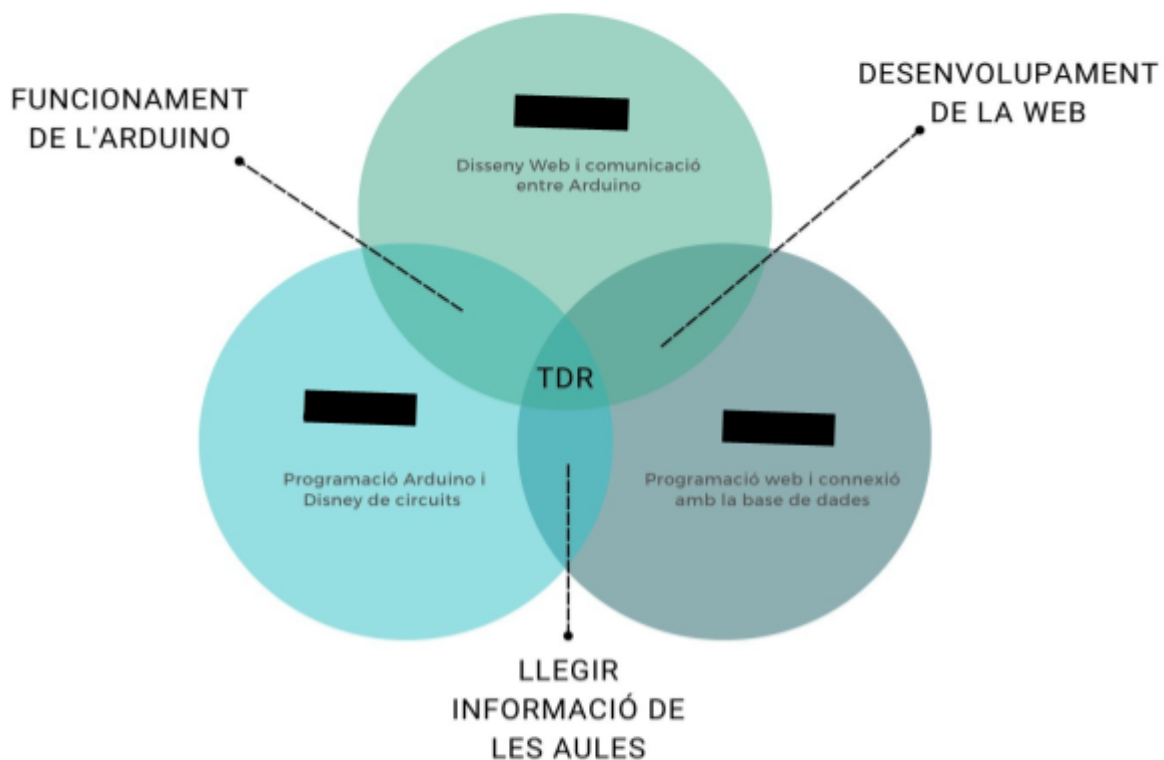 FUNCIONAMENT
DE L'ARDUINO
DESENVOLUPAMENT
DE LA WEB
Disseny Web i comunicació
entre Arduino
TDR
Programació Arduino i
Disney de circuits
Programació web i connexió
amb la base de dades
LLEGIR
INFORMACIÓ DE
LES AULES